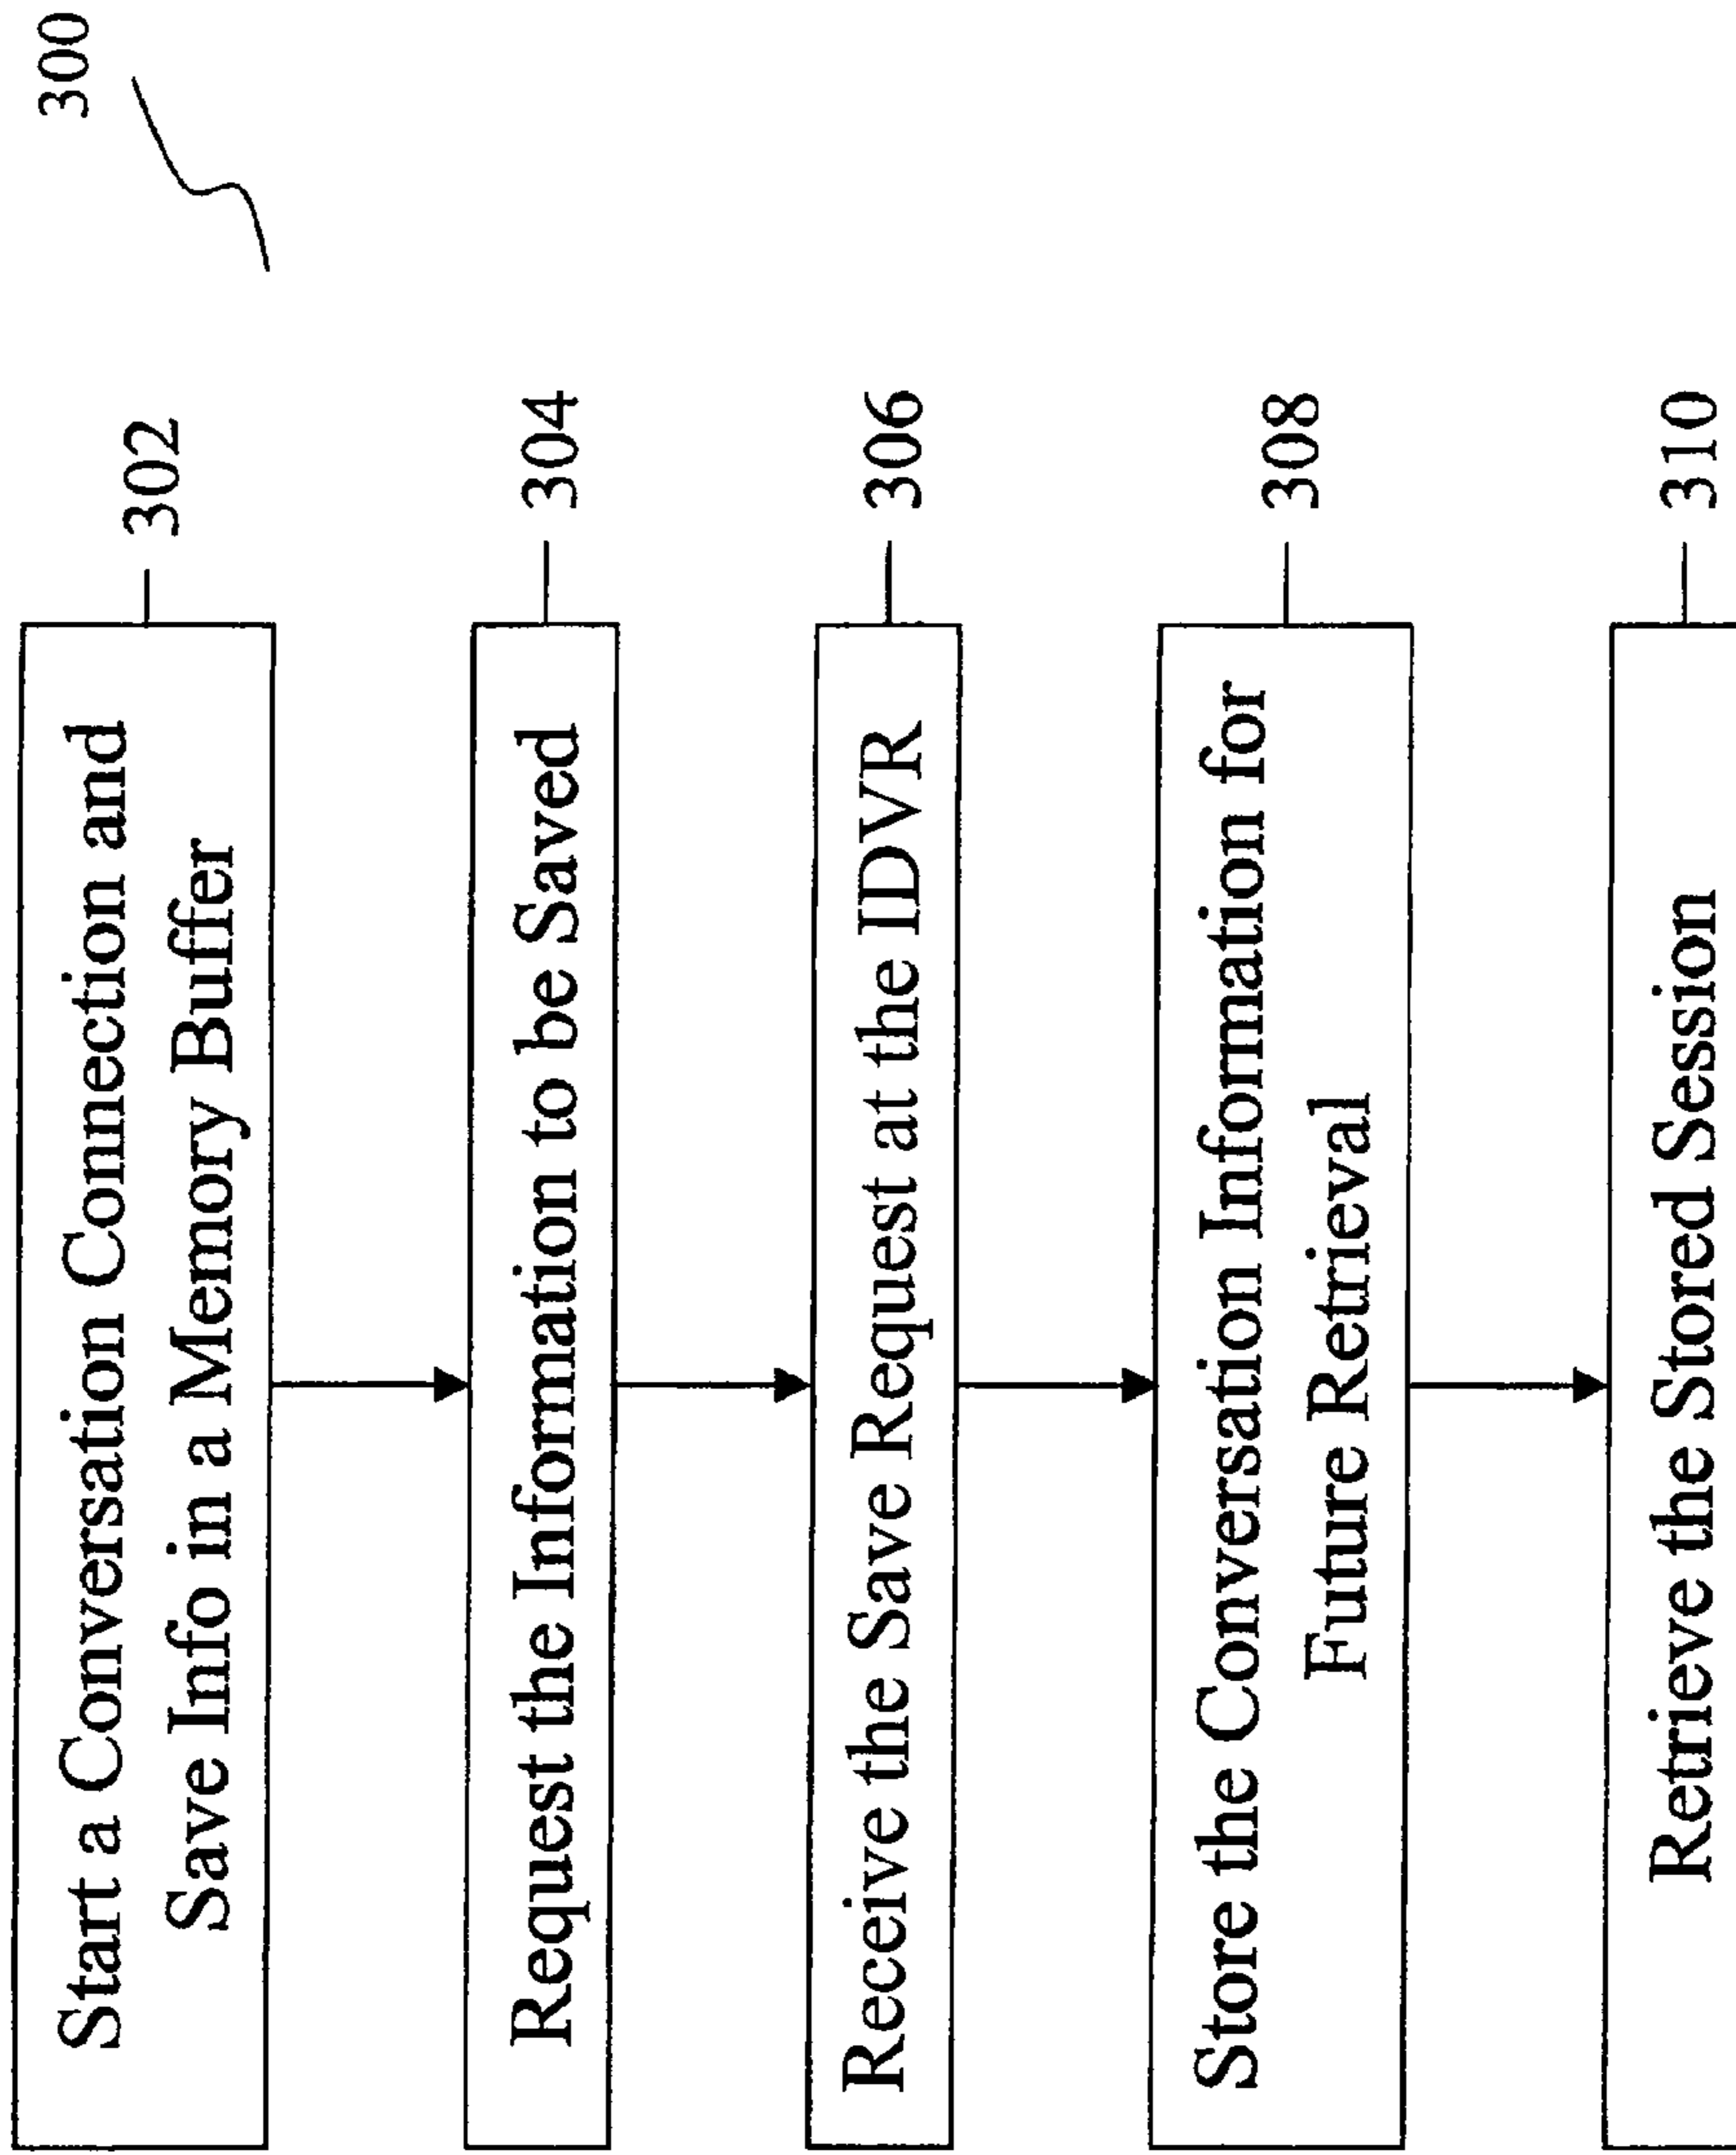 300
Start a Conversation Connection and
Save Info in a Memory Buffer
302
Request the Information to be Saved
304
Receive the Save Request at the IDVR
306
Store the Conversation Information for
Future Retrieval
308
Retrieve the Stored Session
310